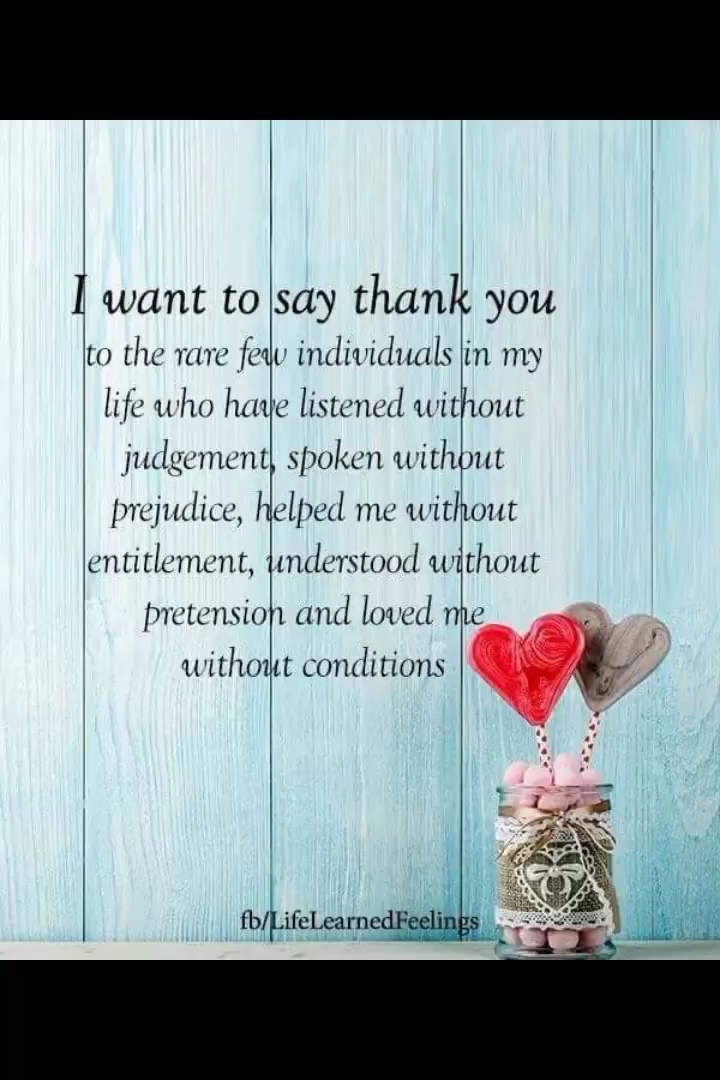 I want to say thank you
to the rare few individuals in my
life who have listened without
judgement, spoken without
prejudice, helped me without
entitlement, understood without
pretension and loved me
without conditions
fb/LifeLearnedFeelings